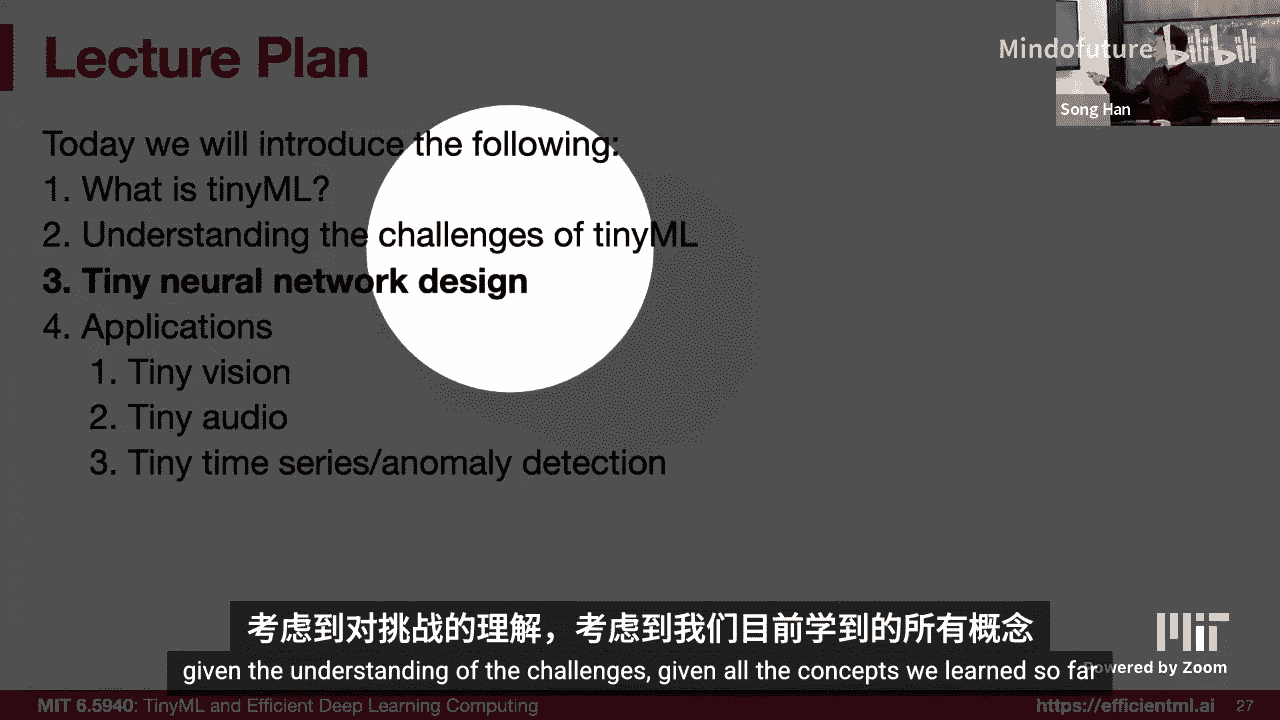 Lecture Plan
Mindofuture bilibili
Song Han
Today we will introduce the following:
1. What is tinyML?
2. Understanding the challenges of tinyML
3. Tiny neural network design
4. Applications
1. Tiny vision
2. Tiny audio
3. Tiny time series/anomaly detection
考虑到对挑战的理解，考虑到我们目前学到的所有概念
given the understanding of the challenges, given all the concepts we learned so far
MIT
Powered by Zoom
MIT 6.5940: TinyML and Efficient Deep Learning Computing
https://efficientml.ai
27